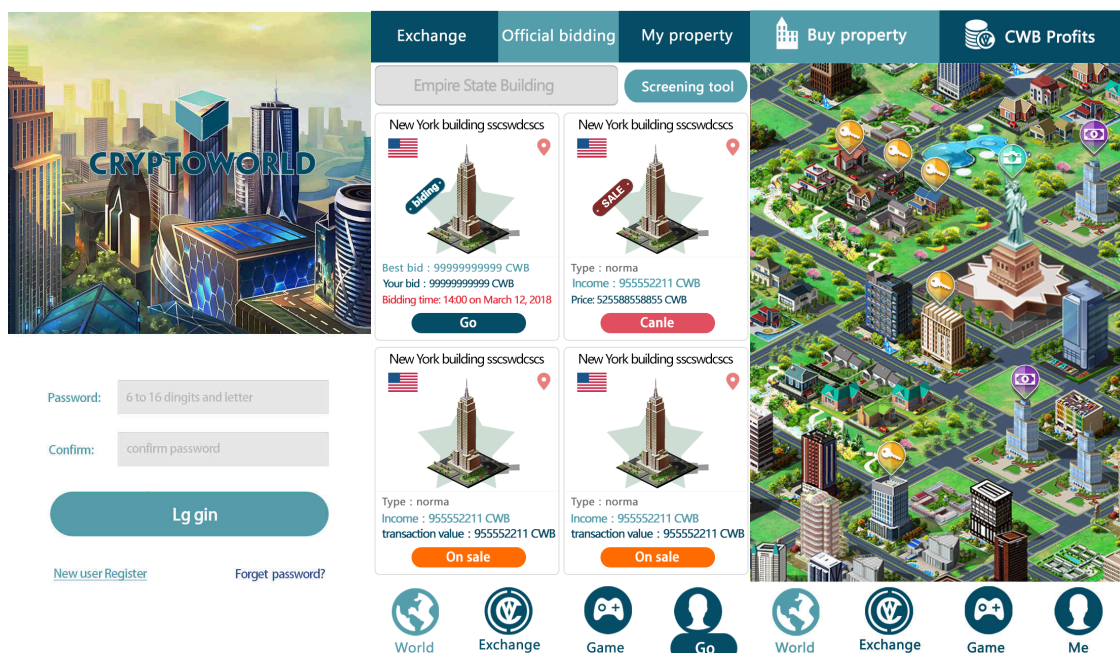 CRYPTOWORLD
Password:
6 to 16 dingits and letter
Confirm:
confirm password
Lg gin
New user Register
Forget password?
Exchange
Official bidding
My property
Empire State Building
Screening tool
New York building sscswdcscs
biding
Best bid : 99999999999 CWB
Your bid : 99999999999 CWB
Bidding time: 14:00 on March 12, 2018
Go
New York building sscswdcscs
SALE
Type : norma
Income : 955552211 CWB
Price: 525588558855 CWB
Canle
New York building sscswdcscs
Type : norma
Income : 955552211 CWB
transaction value : 955552211 CWB
On sale
New York building sscswdcscs
Type : norma
Income : 955552211 CWB
transaction value : 955552211 CWB
On sale
World
Exchange
Game
Go
Buy property
CWB Profits
World
Exchange
Game
Me